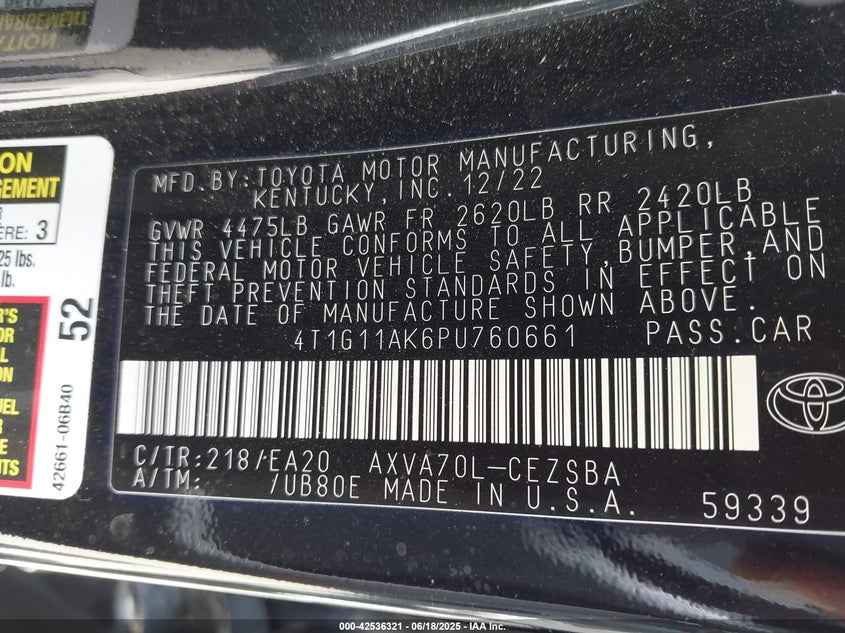 ON
GEMENT
ERE: 3
25 lbs.
lb.
52
42661-06B40
MFD. BY: TOYOTA MOTOR MANUFACTURING,
KENTUCKY, INC. 12/22
GVWR 4475LB GAWR FR 2620LB RR 2420LB
THIS VEHICLE CONFORMS TO ALL APPLICABLE
FEDERAL MOTOR VEHICLE SAFETY, BUMPER, AND
THEFT PREVENTION STANDARDS IN EFFECT ON
THE DATE OF MANUFACTURE SHOWN ABOVE.
4T1G11AK6PU760661 PASS.CAR
C/TR: 218/EA20 AXVA70L-CEZSBA
A/TM: /UB80E MADE IN U.S.A. 59339
000-42536321 - 06/18/2025 - IAA Inc.